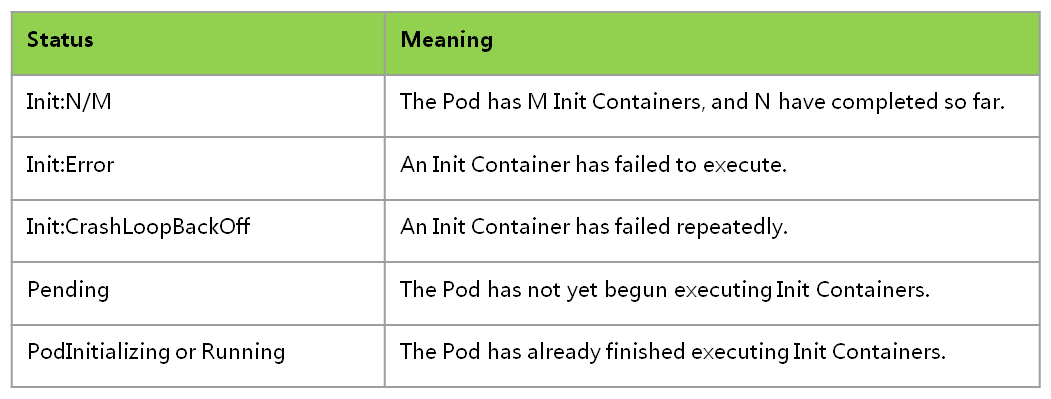 Status Meaning
Init:N/M The Pod has M Init Containers, and N have completed so far.
Init:Error An Init Container has failed to execute.
Init:CrashLoopBackOff An Init Container has failed repeatedly.
Pending The Pod has not yet begun executing Init Containers.
PodInitializing or Running The Pod has already finished executing Init Containers.